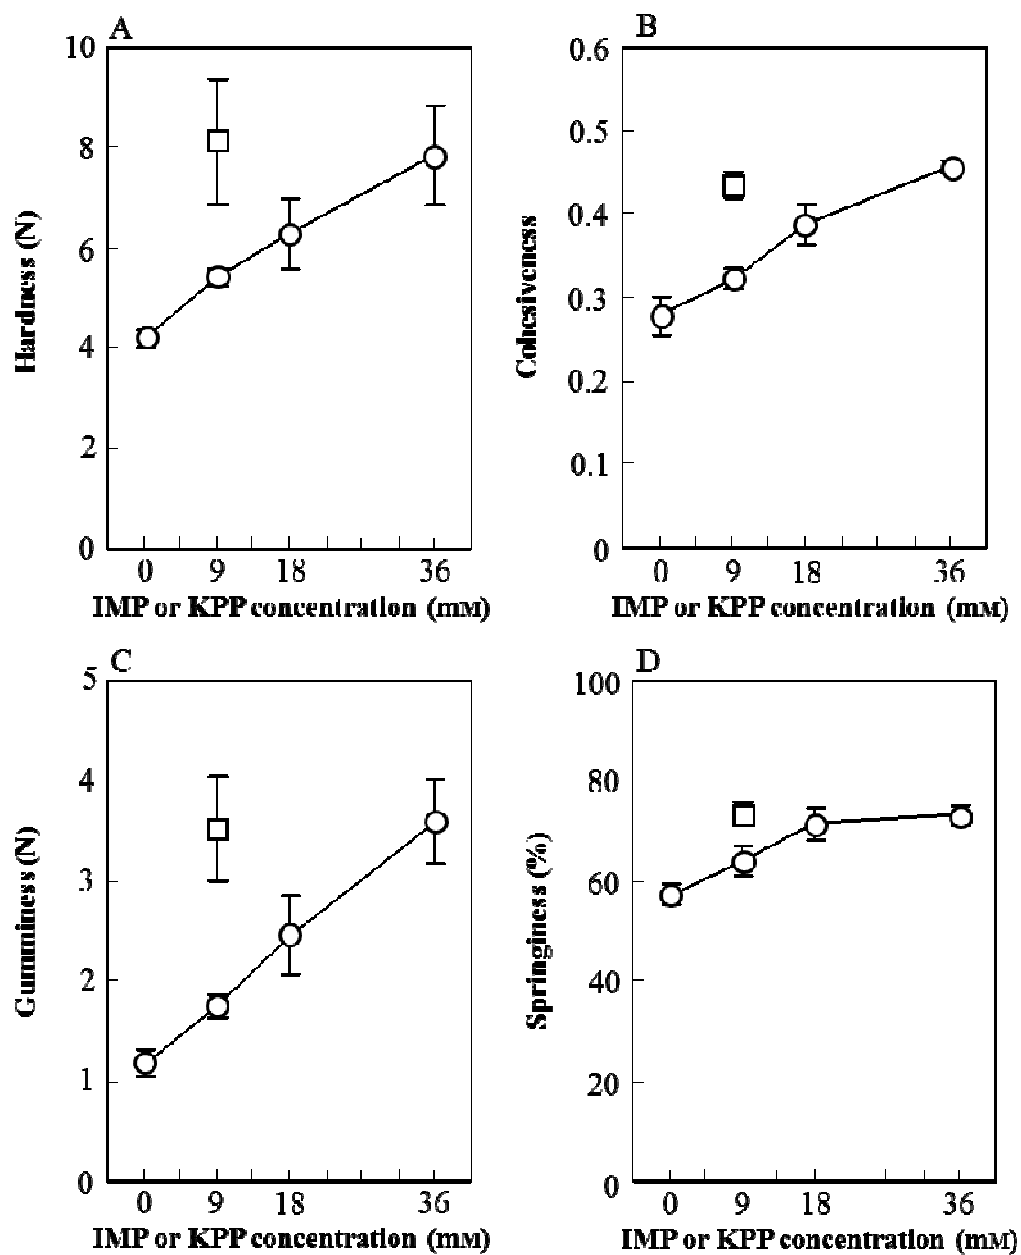 A
10
8
6
4
2
0
Hardness (N)
0 9 18 36
IMP or KPP concentration (mM)
B
0.6
0.5
0.4
0.3
0.2
0.1
0
Cohesiveness
0 9 18 36
IMP or KPP concentration (mM)
C
5
4
3
2
1
0
Gumminess (N)
0 9 18 36
IMP or KPP concentration (mM)
D
100
80
60
40
20
0
Springiness (%)
0 9 18 36
IMP or KPP concentration (mM)